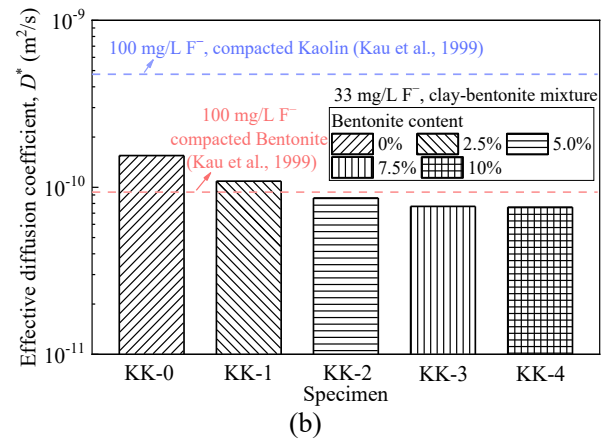 10⁻⁹
100 mg/L F⁻, compacted Kaolin (Kau et al., 1999)
100 mg/L F⁻
compacted Bentonite
(Kau et al., 1999)
33 mg/L F⁻, clay-bentonite mixture
Bentonite content
0% 2.5% 5.0%
7.5% 10%
10⁻¹⁰
10⁻¹¹
Effective diffusion coefficient, D* (m²/s)
KK-0 KK-1 KK-2 KK-3 KK-4
Specimen
(b)